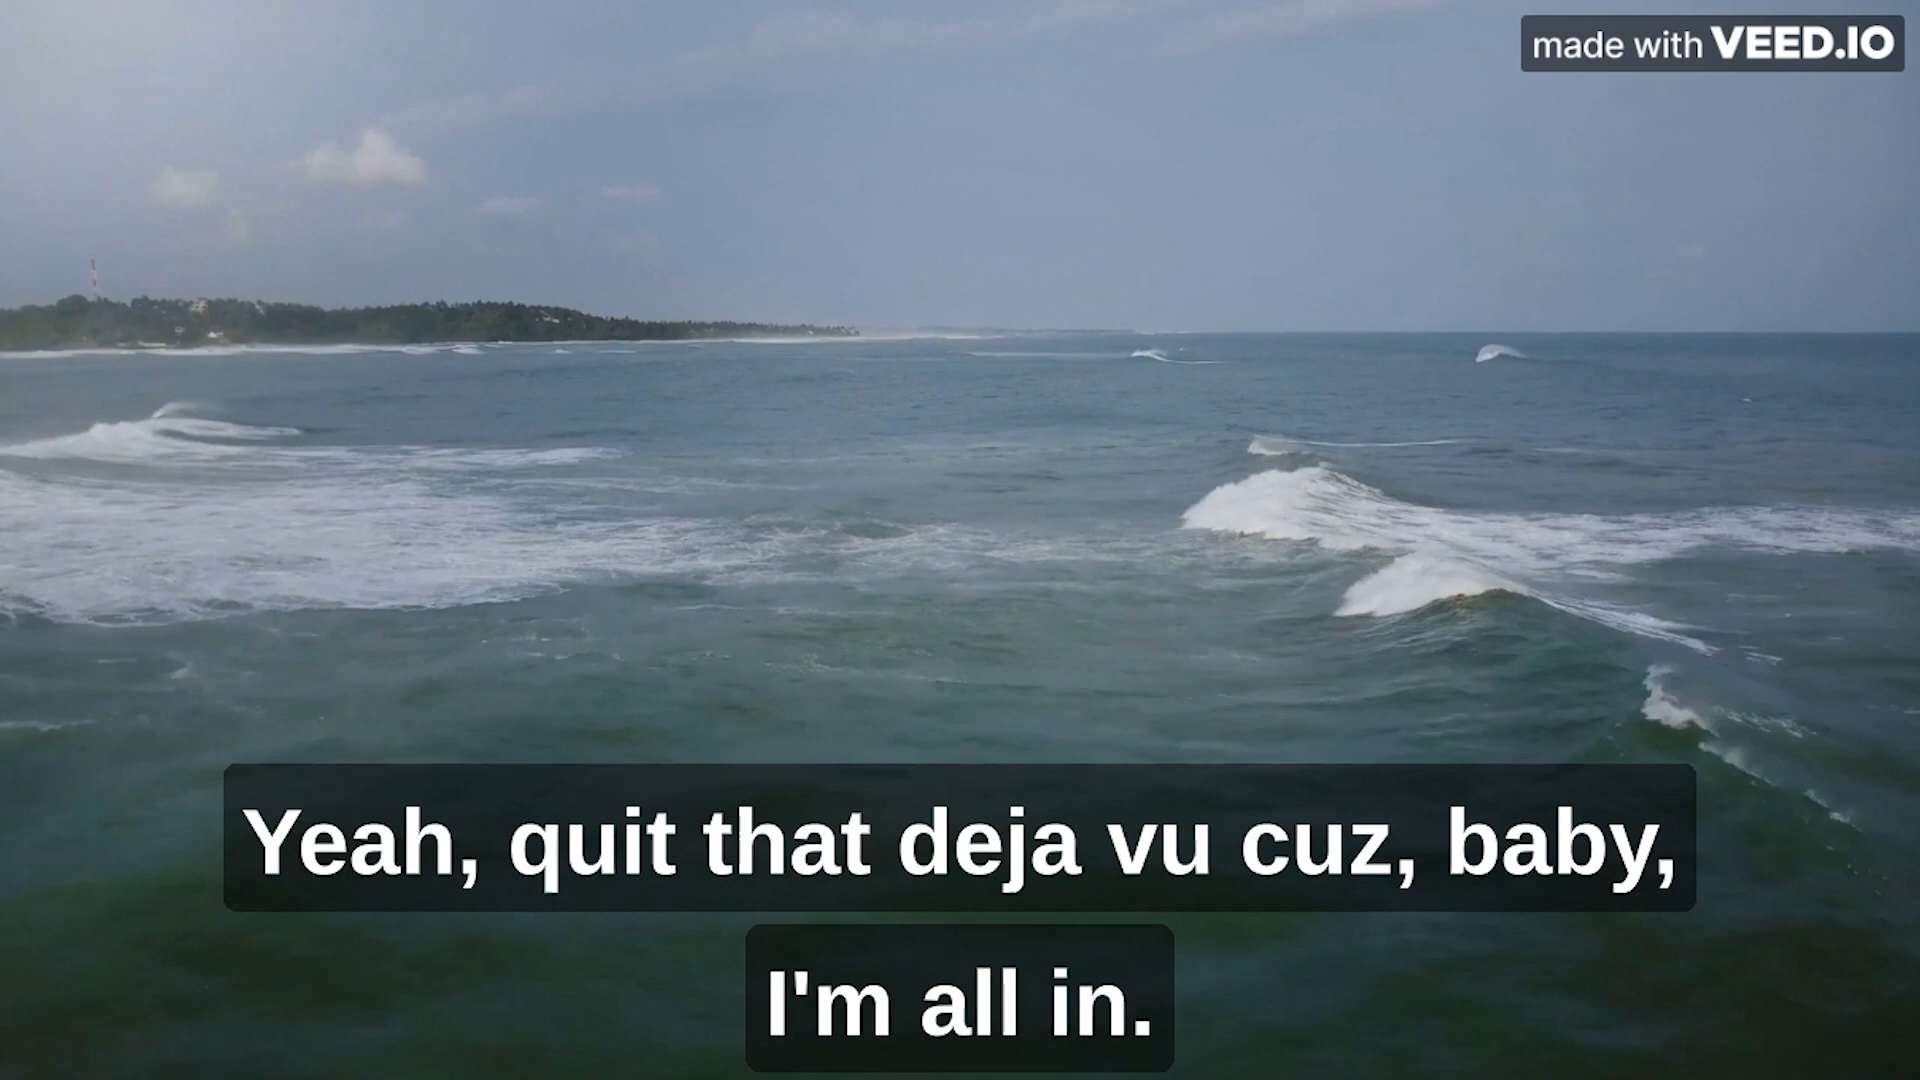 made with VEED.IO
Yeah, quit that deja vu cuz, baby,
I'm all in.